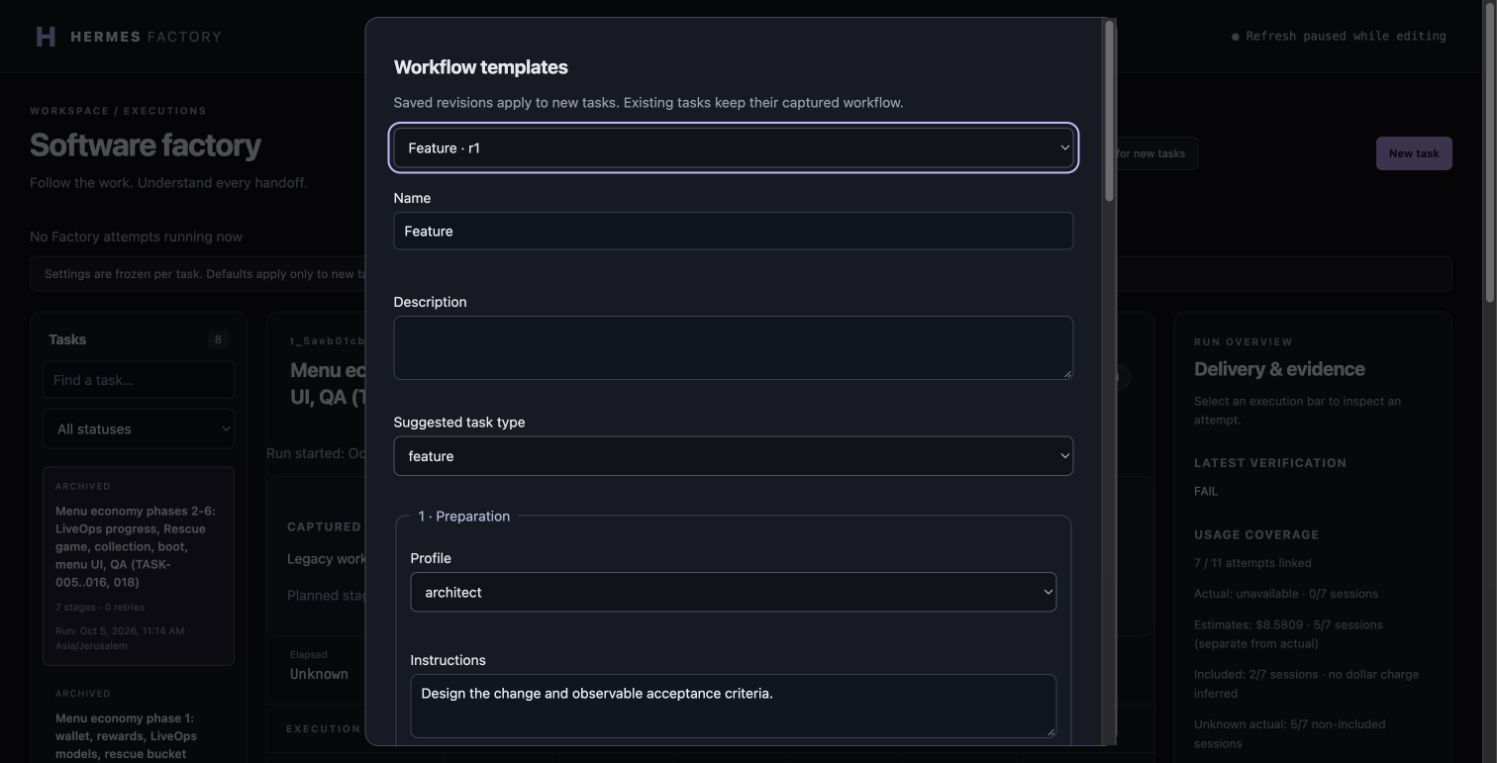 HERMES FACTORY
Refresh paused while editing
WORKSPACE / EXECUTIONS
Software factory
Follow the work. Understand every handoff.
for new tasks
New task
No Factory attempts running now
Settings are frozen per task. Defaults apply only to new ta
Tasks
8
Find a task...
All statuses
ARCHIVED
Menu economy phases 2-6:
LiveOps progress, Rescue
game, collection, boot,
menu UI, QA (TASK-
005..016, 018)
7 stages · 0 retries
Run: Oct 5, 2026, 11:14 AM ·
Asia/Jerusalem
ARCHIVED
Menu economy phase 1:
wallet, rewards, LiveOps
models, rescue bucket
t_5aeb01cb
Menu ec
UI, QA (T
Run started: Oc
CAPTURED
Legacy work
Planned stag
Elapsed
Unknown
EXECUTION
Workflow templates
Saved revisions apply to new tasks. Existing tasks keep their captured workflow.
Feature · r1
Name
Feature
Description
Suggested task type
feature
1 · Preparation
Profile
architect
Instructions
Design the change and observable acceptance criteria.
RUN OVERVIEW
Delivery & evidence
Select an execution bar to inspect an
attempt.
LATEST VERIFICATION
FAIL
USAGE COVERAGE
7 / 11 attempts linked
Actual: unavailable · 0/7 sessions
Estimates: $8.5809 · 5/7 sessions
(separate from actual)
Included: 2/7 sessions · no dollar charge
inferred
Unknown actual: 5/7 non-included
sessions